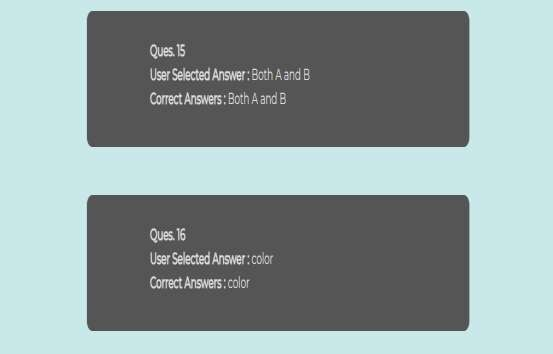 Ques. 15
User Selected Answer : Both A and B
Correct Answers : Both A and B
Ques. 16
User Selected Answer : color
Correct Answers : color